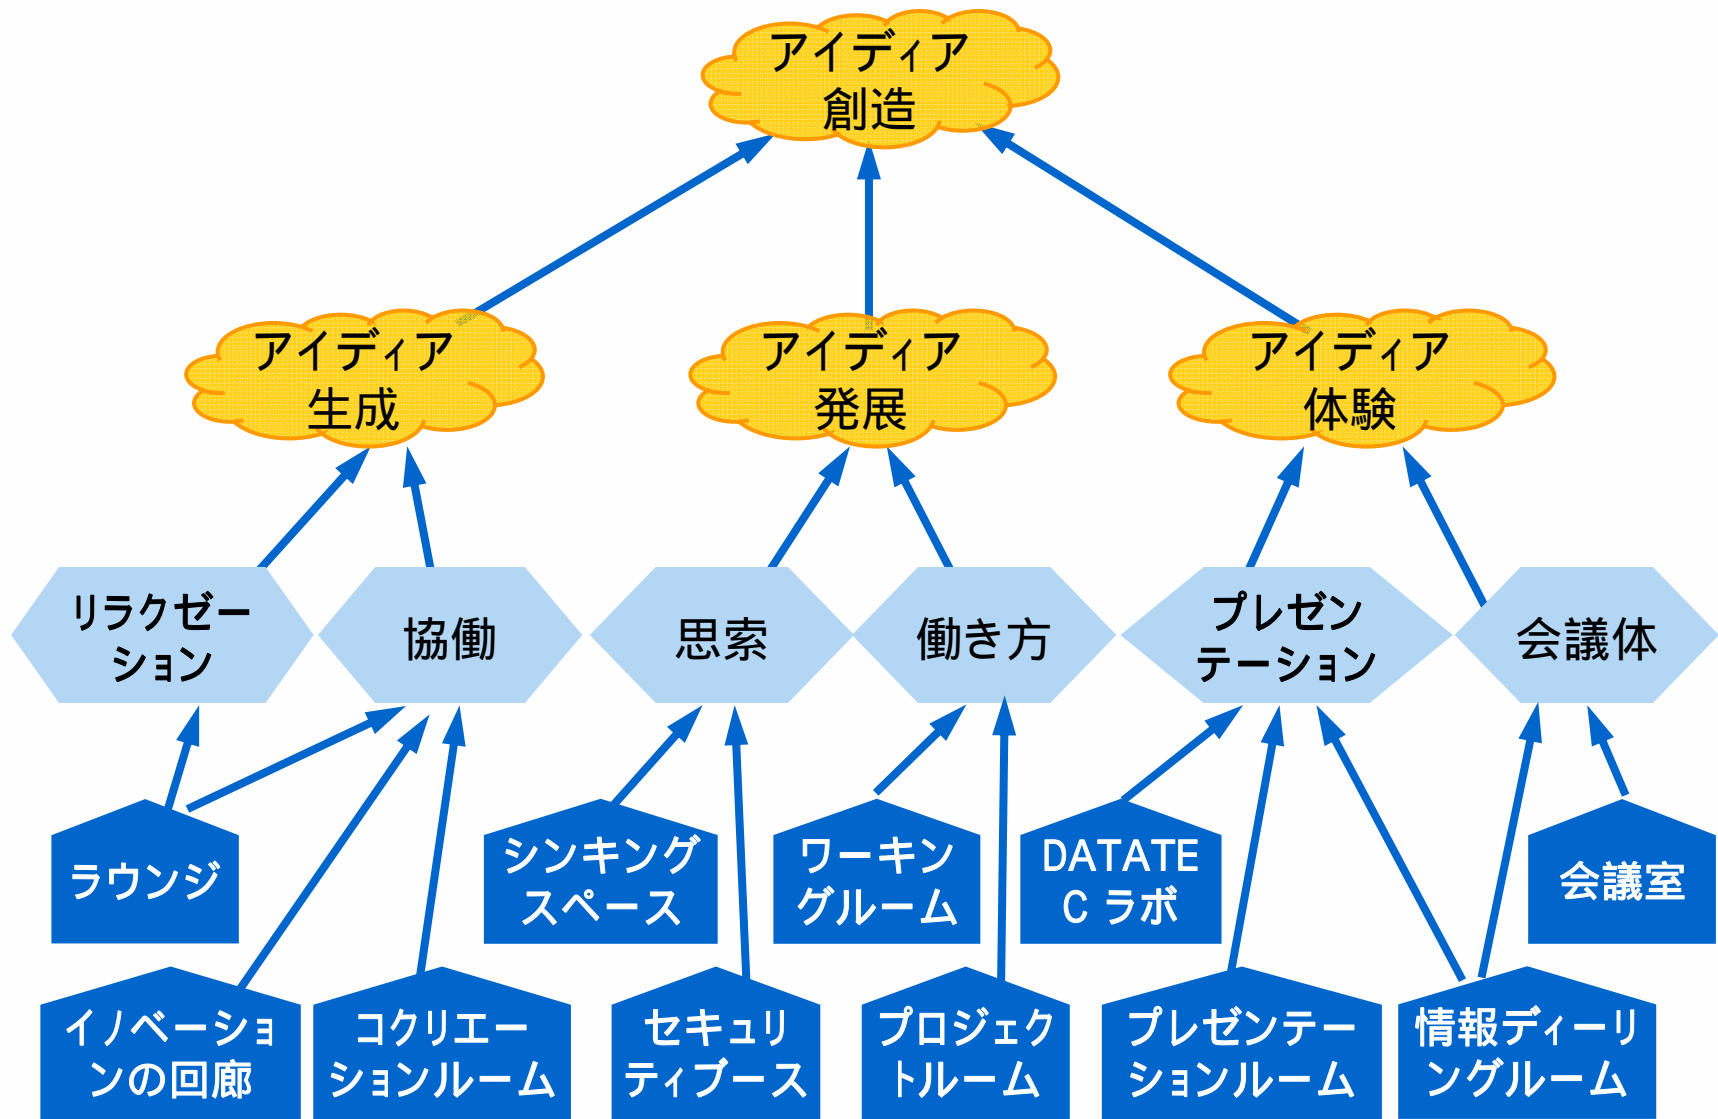 アイディア
創造
アイディア
生成
アイディア
発展
アイディア
体験
リラクゼー
ション
協働
思索
働き方
プレゼン
テーション
会議体
ラウンジ
シンキング
スペース
ワーキン
グルーム
DATATE
C ラボ
会議室
イノベーショ
ンの回廊
コクリエー
ションルーム
セキュリ
ティブース
プロジェク
トルーム
プレゼンテー
ションルーム
情報ディーリ
ングルーム